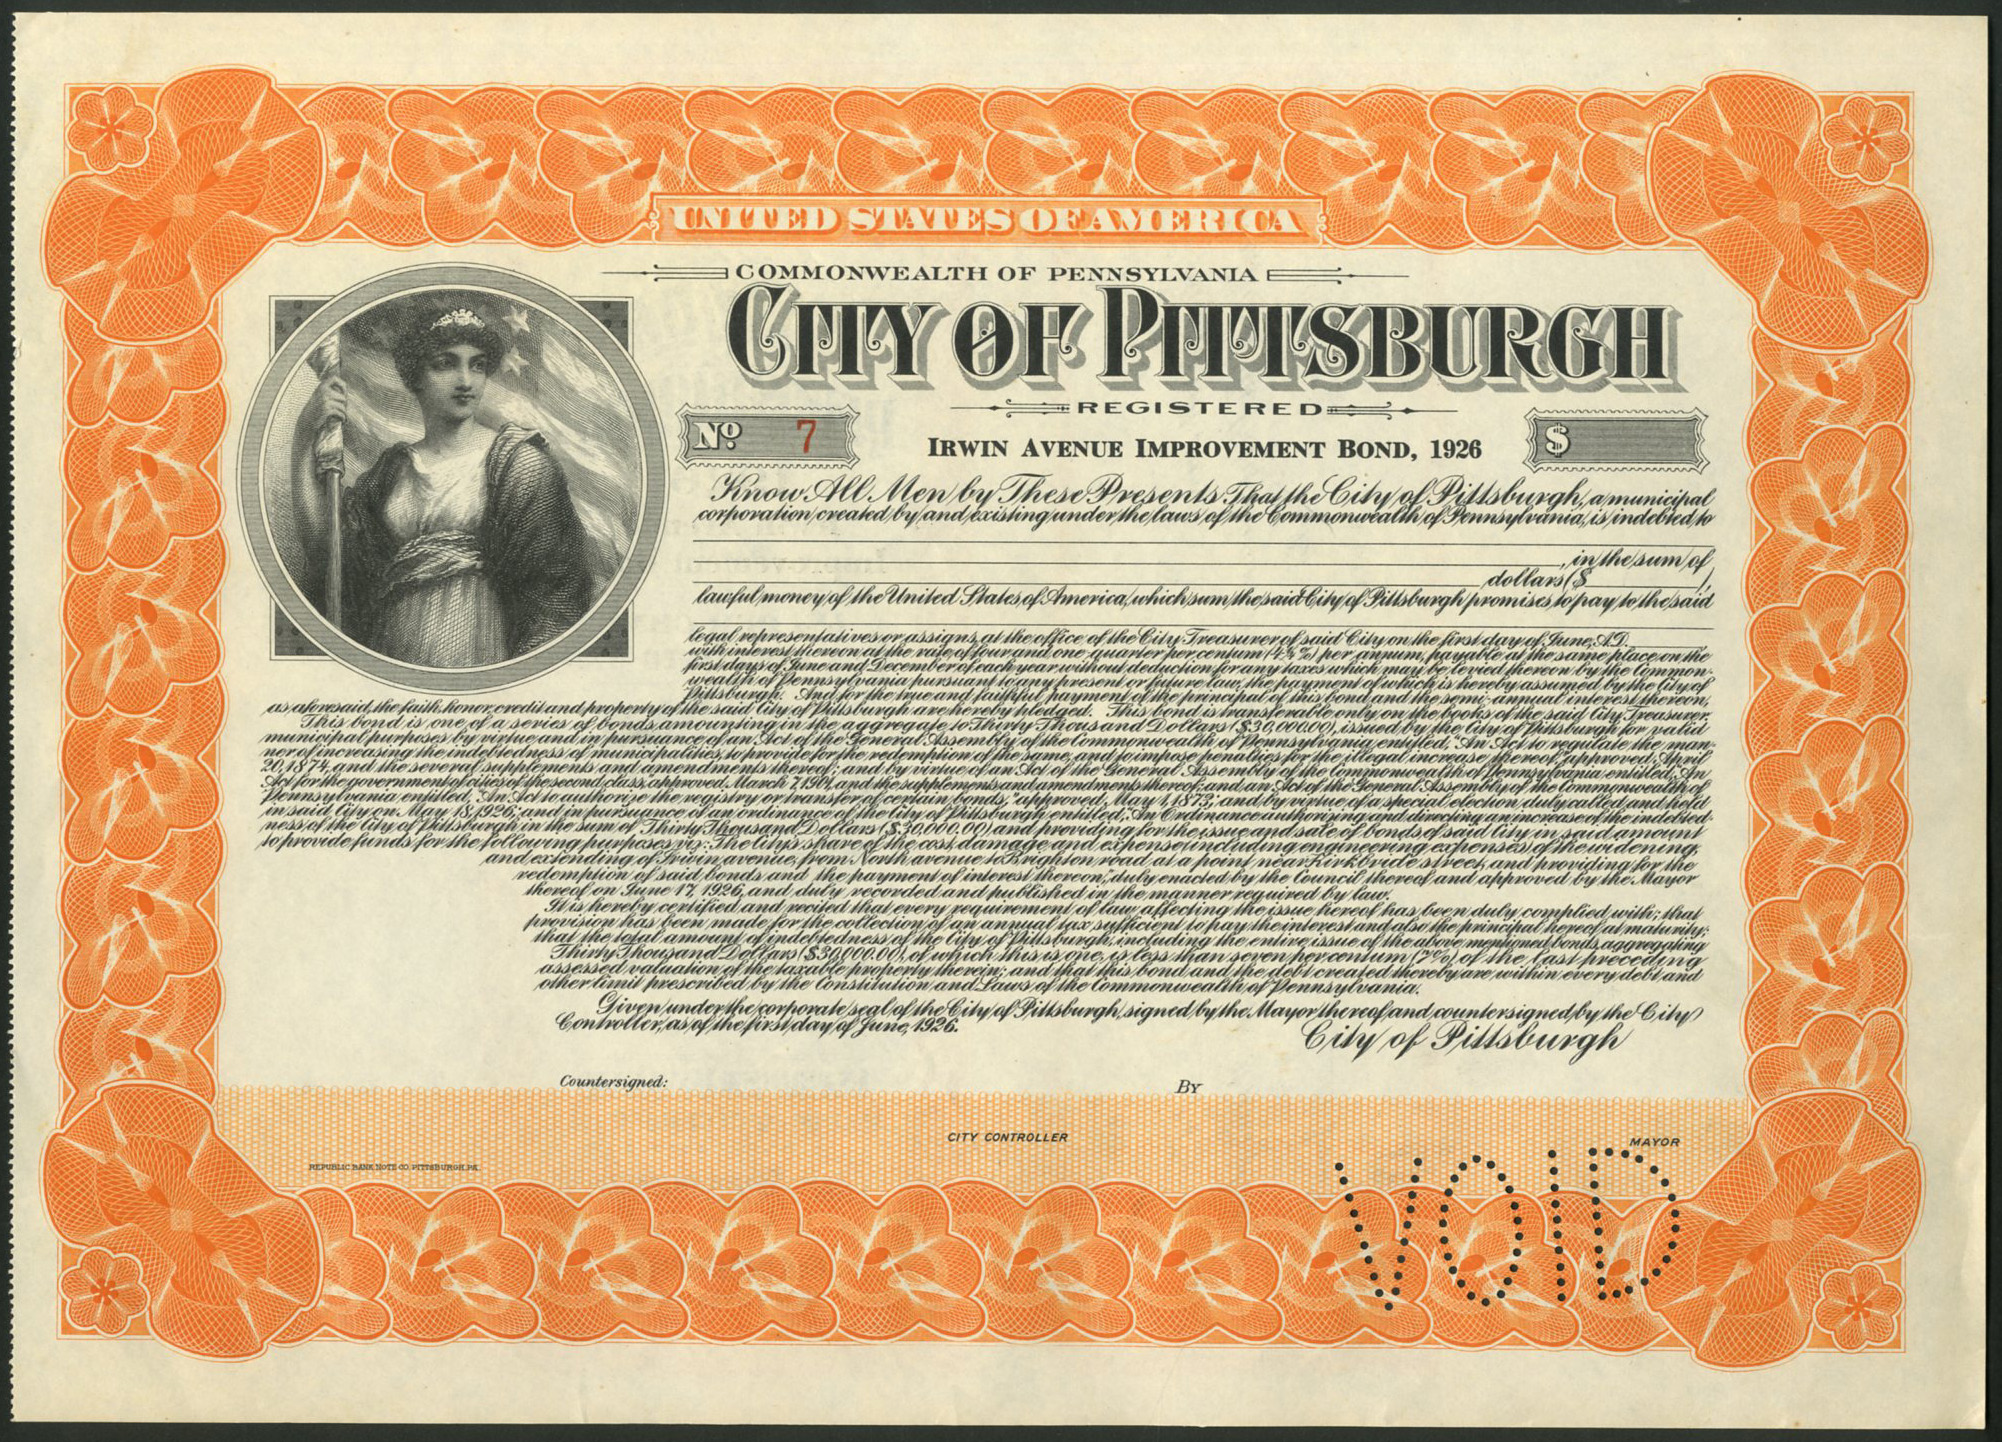 UNITED STATES OF AMERICA
COMMONWEALTH OF PENNSYLVANIA
CITY OF PITTSBURGH
REGISTERED
No 7
IRWIN AVENUE IMPROVEMENT BOND, 1926
$
Know All Men by These Presents That the City of Pittsburgh, a municipal
corporation created by and existing under the laws of the Commonwealth of Pennsylvania, is indebted to
, in the sum of
dollars ($ ),
lawful money of the United States of America, which sum the said City of Pittsburgh promises to pay to the said
legal representatives or assigns, at the office of the City Treasurer of said City on the first day of June, A.D.
with interest thereon at the rate of four and one-quarter per centum (4¼%) per annum, payable at the same place on the
first days of June and December of each year without deduction for any taxes which may be levied thereon by the Common-
wealth of Pennsylvania pursuant to any present or future law, the payment of which is hereby assumed by the City of
Pittsburgh. And for the true and faithful payment of the principal of this bond and the semi-annual interest thereon,
as aforesaid, the faith, honor, credit and property of the said City of Pittsburgh are hereby pledged. This bond is transferable only on the books of the said City Treasurer.
This bond is one of a series of bonds amounting in the aggregate to Thirty Thousand Dollars ($30,000.00), issued by the City of Pittsburgh for valid
municipal purposes by virtue and in pursuance of an Act of the General Assembly of the Commonwealth of Pennsylvania entitled, "An Act to regulate the man-
ner of increasing the indebtedness of municipalities, to provide for the redemption of the same, and to impose penalties for the illegal increase thereof," approved April
20, 1874, and the several supplements and amendments thereof; and by virtue of an Act of the General Assembly of the Commonwealth of Pennsylvania entitled, "An
Act for the government of cities of the second class," approved March 7, 1901, and the supplements and amendments thereof; and an Act of the General Assembly of the Commonwealth of
Pennsylvania entitled, "An Act to authorize the registry or transfer of certain bonds," approved May 1, 1873; and by virtue of a special election duly called and held
in said City on May 18, 1926; and in pursuance of an ordinance of the City of Pittsburgh entitled, "An Ordinance authorizing and directing an increase of the indebted-
ness of the City of Pittsburgh in the sum of Thirty Thousand Dollars ($30,000.00) and providing for the issue and sale of bonds of said City in said amount
to provide funds for the following purposes, viz: The City's share of the cost, damage and expense (including engineering expenses) of the widening
and extending of Irwin avenue, from North avenue to Brighton road at a point near Kirkbride street, and providing for the
redemption of said bonds and the payment of interest thereon," duly enacted by the Council thereof and approved by the Mayor
thereof on June 17, 1926, and duly recorded and published in the manner required by law.
It is hereby certified and recited that every requirement of law affecting the issue hereof has been duly complied with; that
provision has been made for the collection of an annual tax sufficient to pay the interest and also the principal hereof at maturity;
that the total amount of indebtedness of the City of Pittsburgh, including the entire issue of the above mentioned bonds, aggregating
Thirty Thousand Dollars ($30,000.00), of which this is one, is less than seven per centum (7%) of the last preceding
assessed valuation of the taxable property therein; and that this bond and the debt created thereby are within every debt and
other limit prescribed by the Constitution and Laws of the Commonwealth of Pennsylvania.
Given under the corporate seal of the City of Pittsburgh, signed by the Mayor thereof and countersigned by the City
Controller, as of the first day of June, 1926.
City of Pittsburgh
Countersigned:
BY
CITY CONTROLLER
MAYOR
REPUBLIC BANK NOTE CO. PITTSBURGH, PA.
VOID